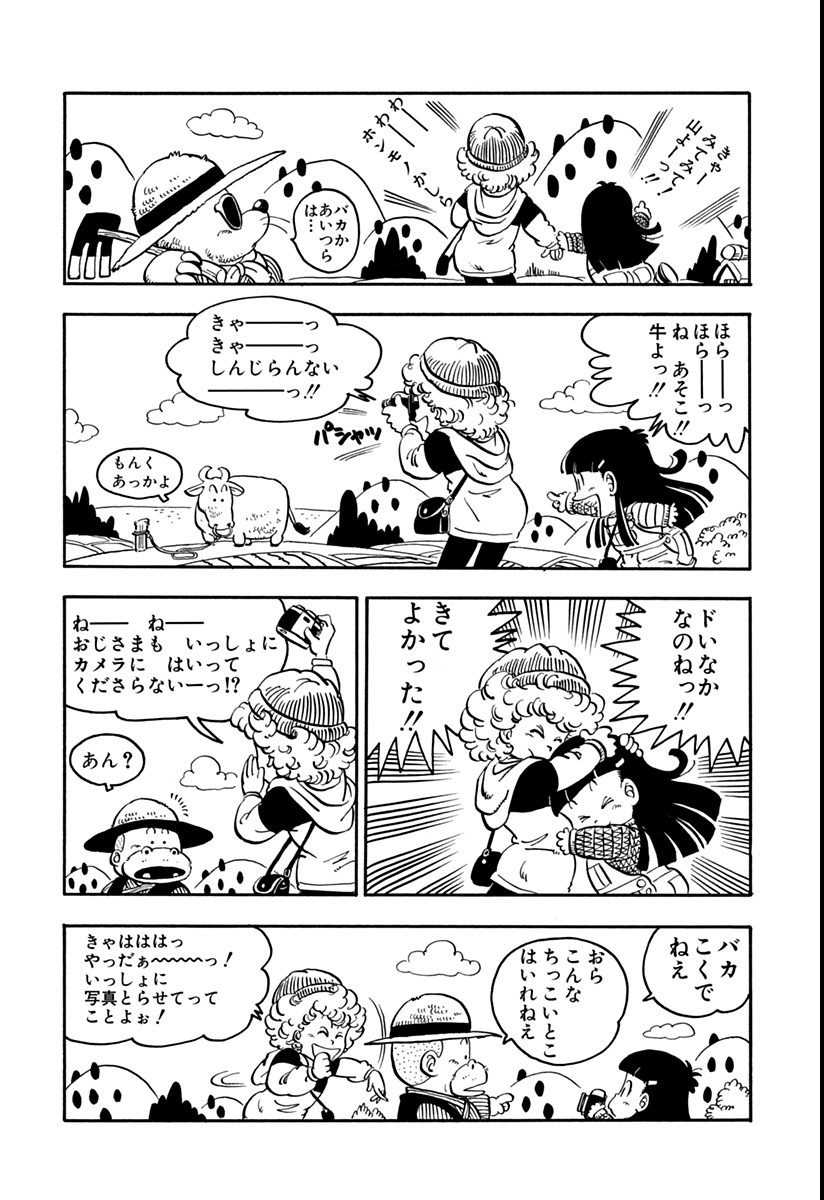 きゃー
みてみて！
山よーっ!!
わわーー
ホンモノかしら
バカか
あいつら
は…
ほら——っ
ほら——っ
ね あそこ!!
牛よっ!!
きゃ———っ
きゃ———っ
しんじらんない
————っ!!
パシャッ
もんく
あっかよ
ドいなか
なのねっ!!
きて
よかった!!
ね—— ね——
おじさまも いっしょに
カメラに はいって
くださらないーっ!?
あん？
バカ
こくで
ねえ
おら
こんな
ちっこいとこ
はいれねえ
きゃはははっ
やっだぁ〜〜〜〜っ！
いっしょに
写真とらせてって
ことよぉ！